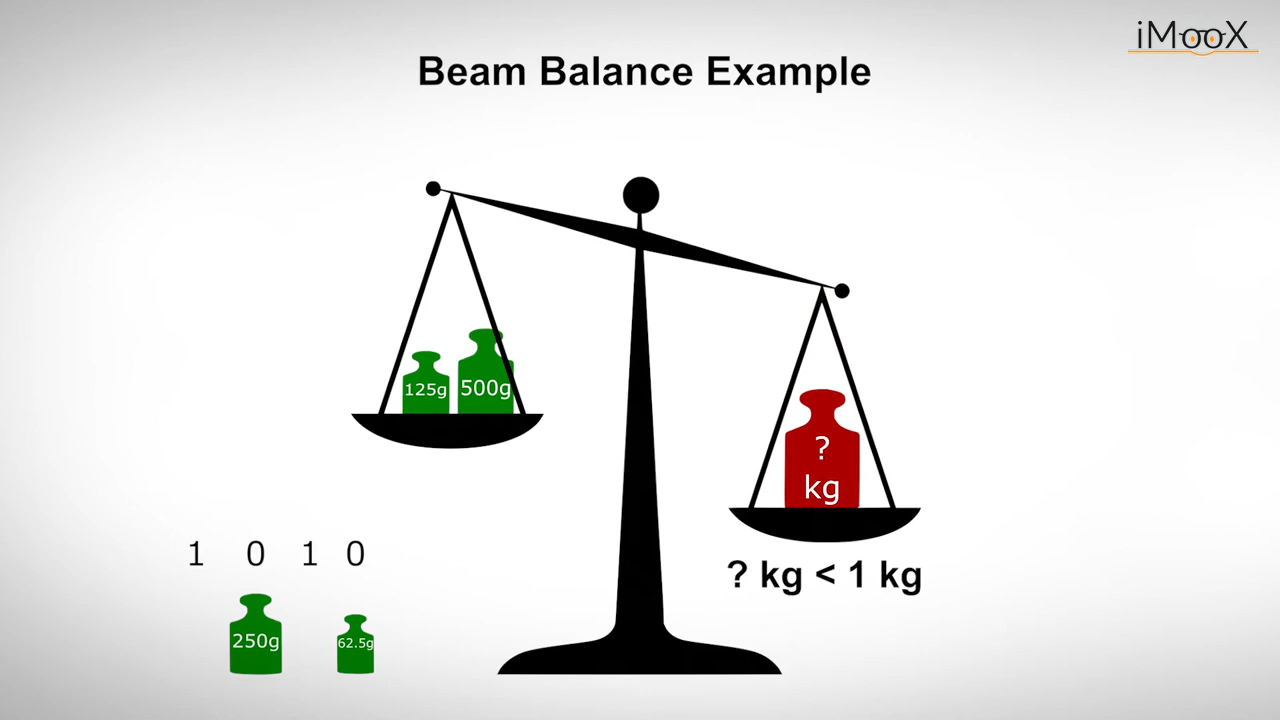 iMooX
Beam Balance Example
125g 500g
?
kg
1 0 1 0
? kg < 1 kg
250g 62.5g